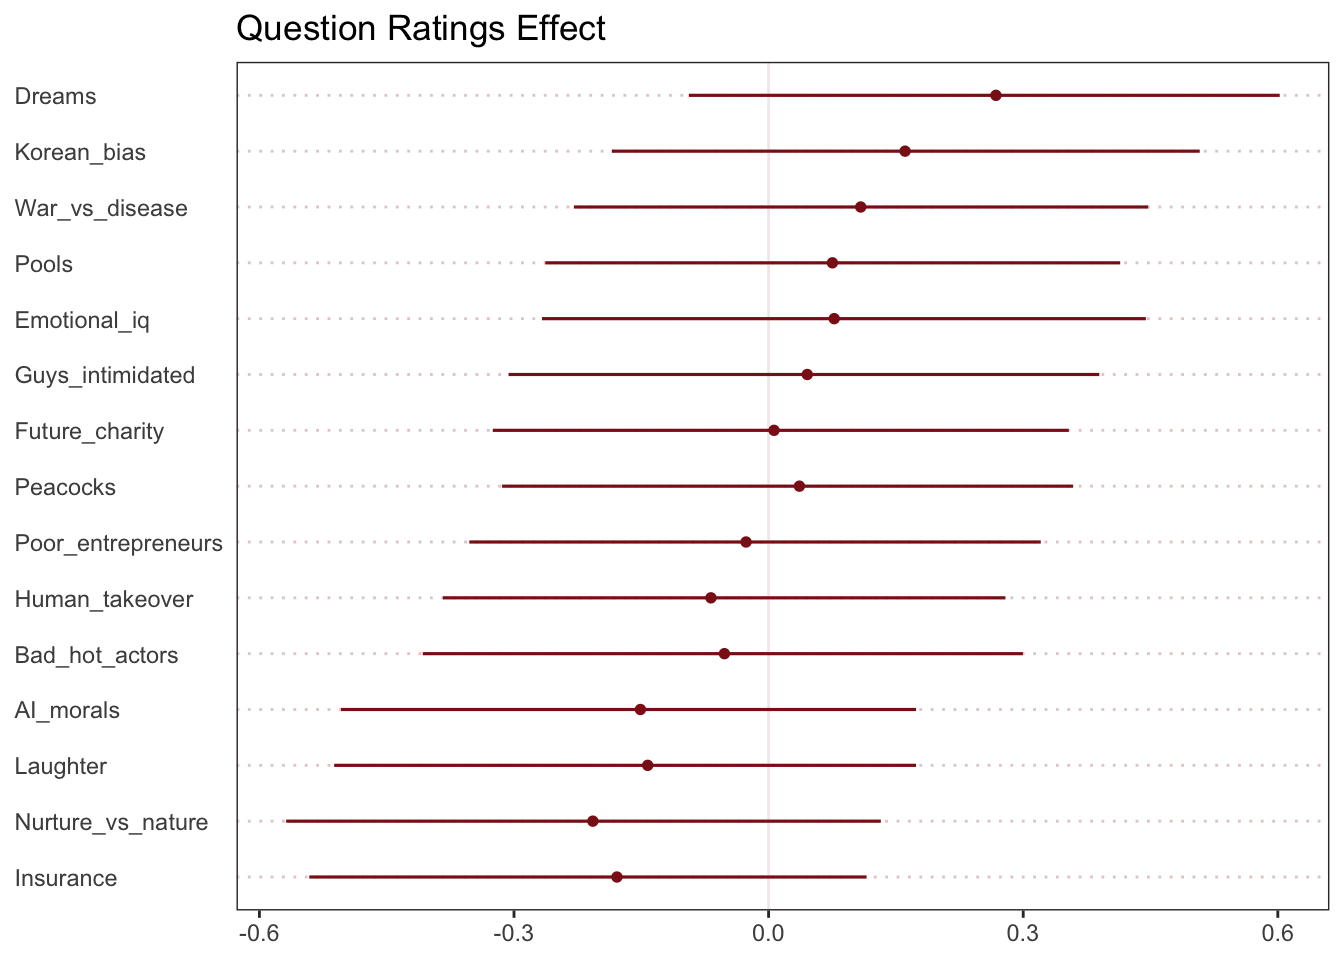 Question Ratings Effect
Dreams
Korean_bias
War_vs_disease
Pools
Emotional_iq
Guys_intimidated
Future_charity
Peacocks
Poor_entrepreneurs
Human_takeover
Bad_hot_actors
AI_morals
Laughter
Nurture_vs_nature
Insurance
-0.6 -0.3 0.0 0.3 0.6